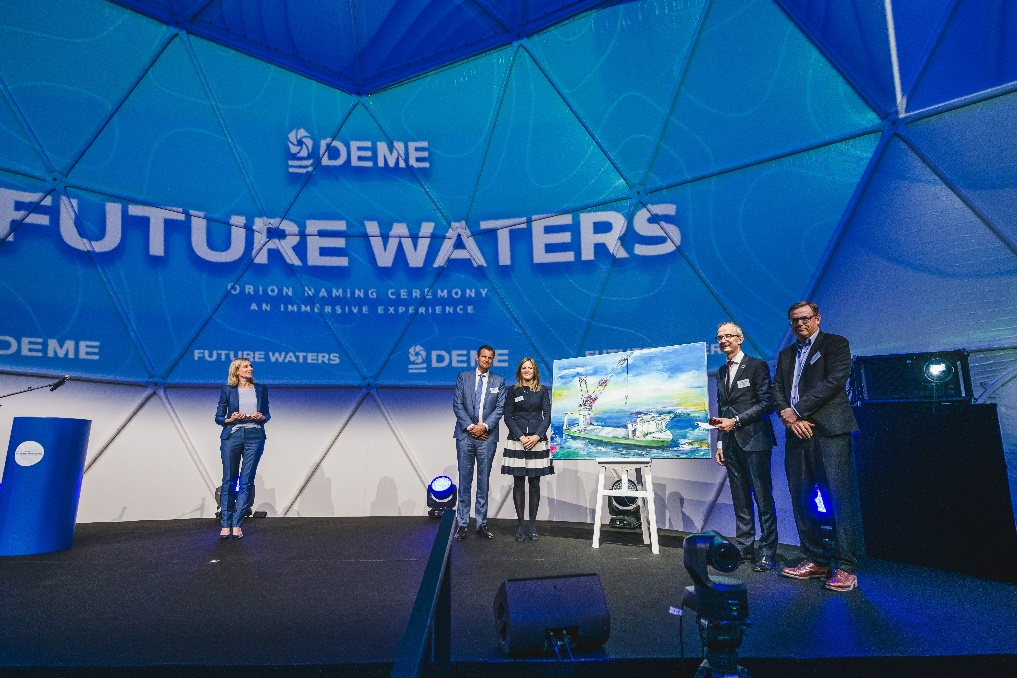 DEME
FUTURE WATERS
ORION NAMING CEREMONY
AN IMMERSIVE EXPERIENCE
DEME
FUTURE WATERS
DEME